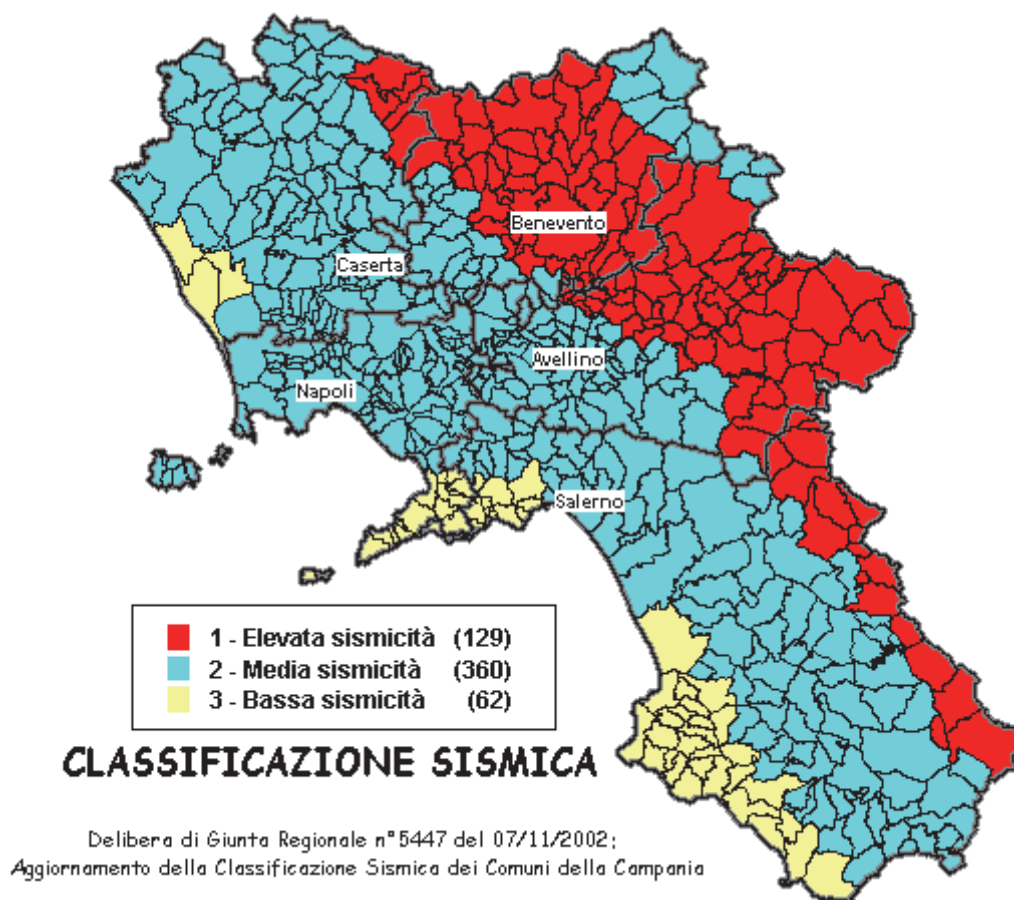 Benevento
Caserta
Avellino
Napoli
Salerno
1 - Elevata sismicità (129)
2 - Media sismicità (360)
3 - Bassa sismicità (62)
CLASSIFICAZIONE SISMICA
Delibera di Giunta Regionale n°5447 del 07/11/2002;
Aggiornamento della Classificazione Sismica dei Comuni della Campania